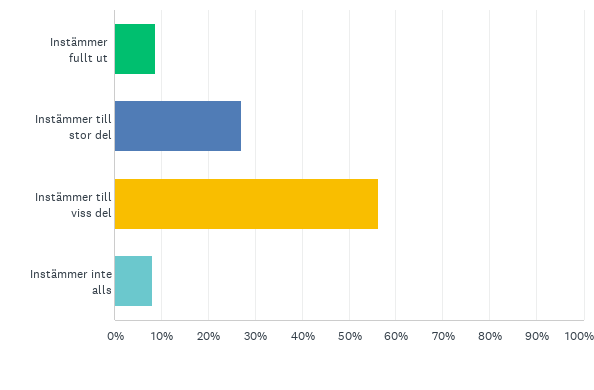 Instämmer
fullt ut
Instämmer till
stor del
Instämmer till
viss del
Instämmer inte
alls
0% 10% 20% 30% 40% 50% 60% 70% 80% 90% 100%